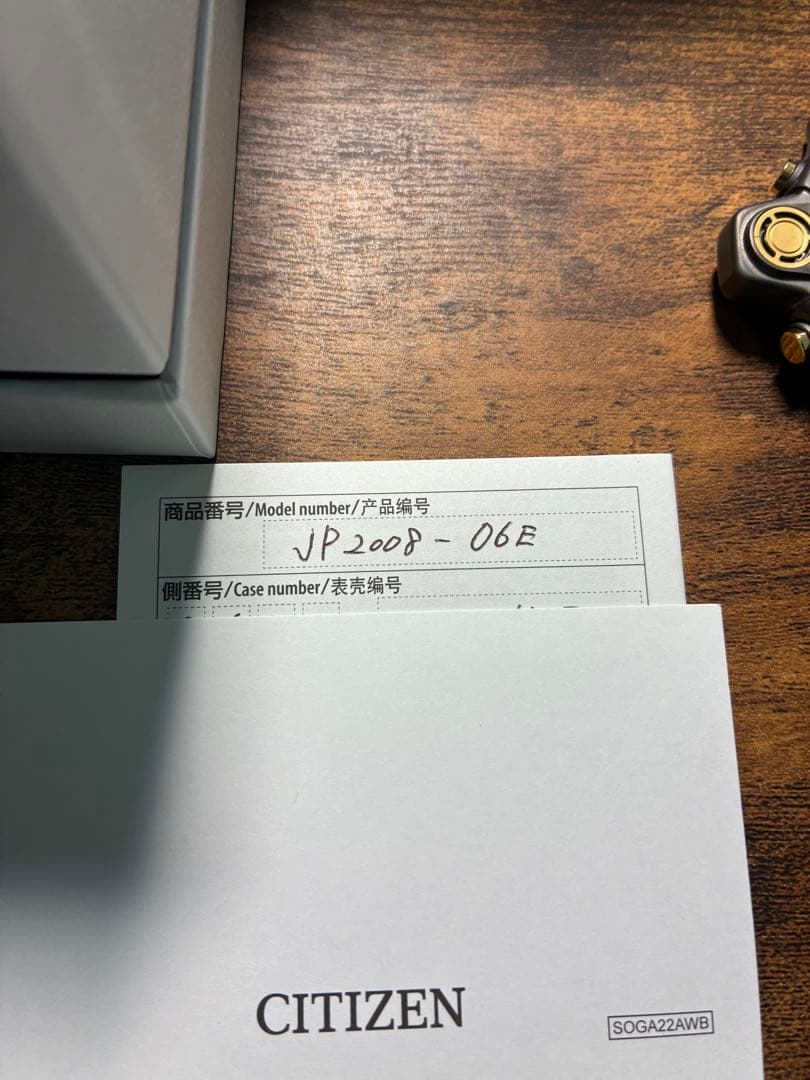 商品番号/Model number/产品编号
JP2008-06E
側番号/Case number/表壳编号
CITIZEN
SOGA22AWB